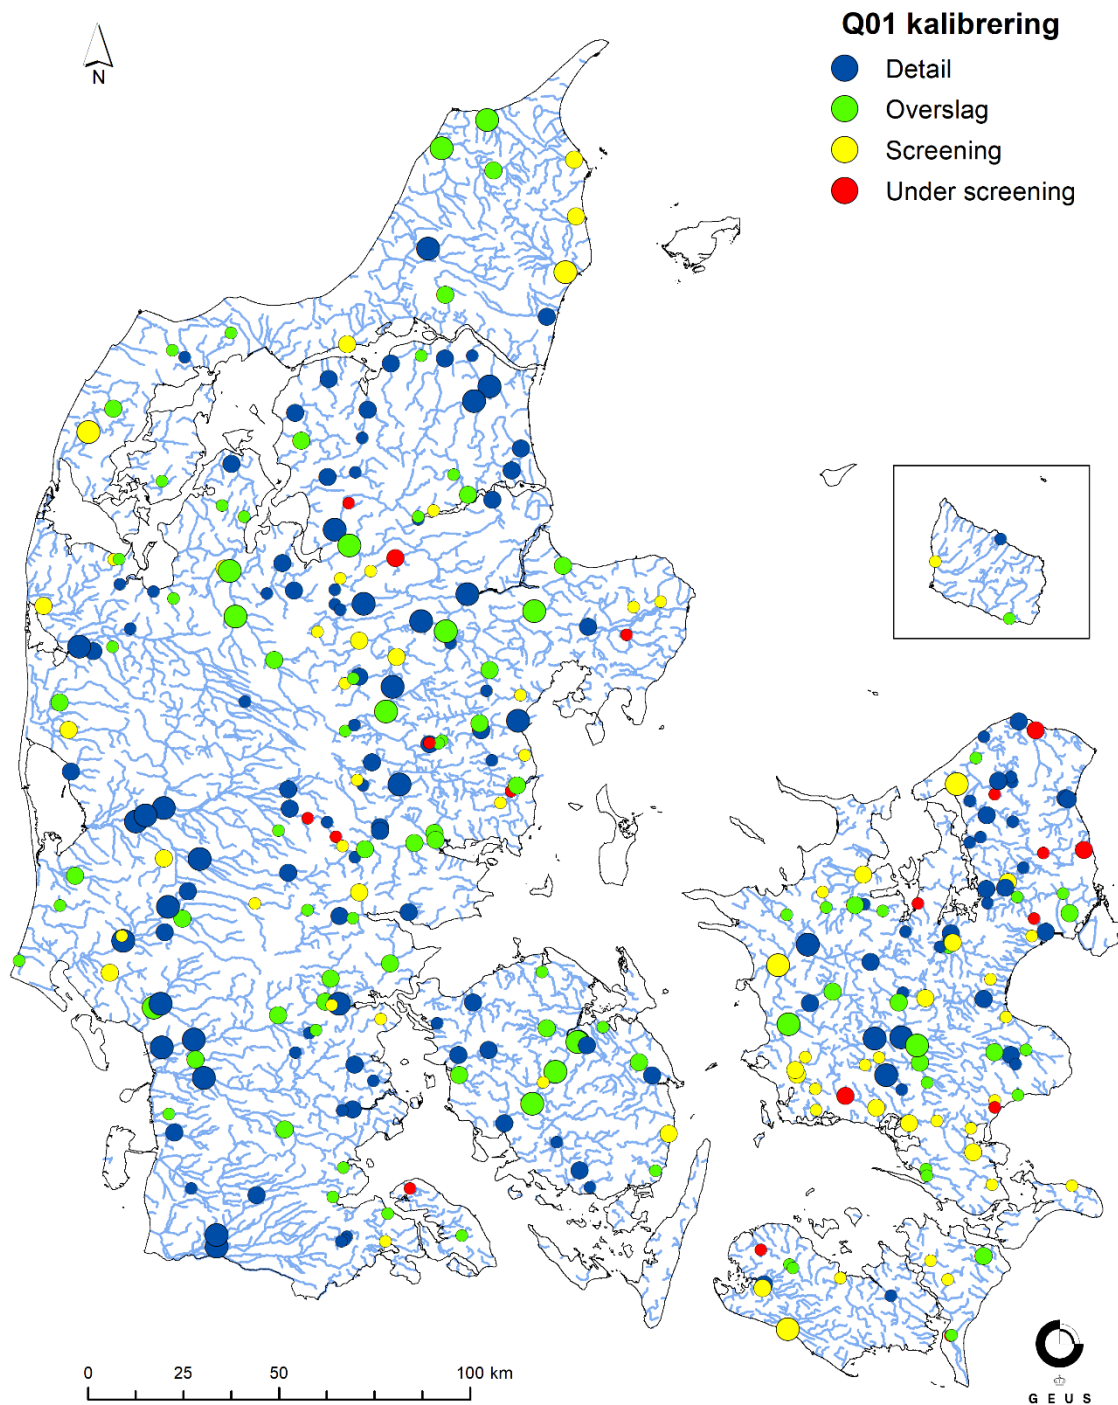 Q01 kalibrering
Detail
Overslag
Screening
Under screening
N
0 25 50 100 km
G E U S